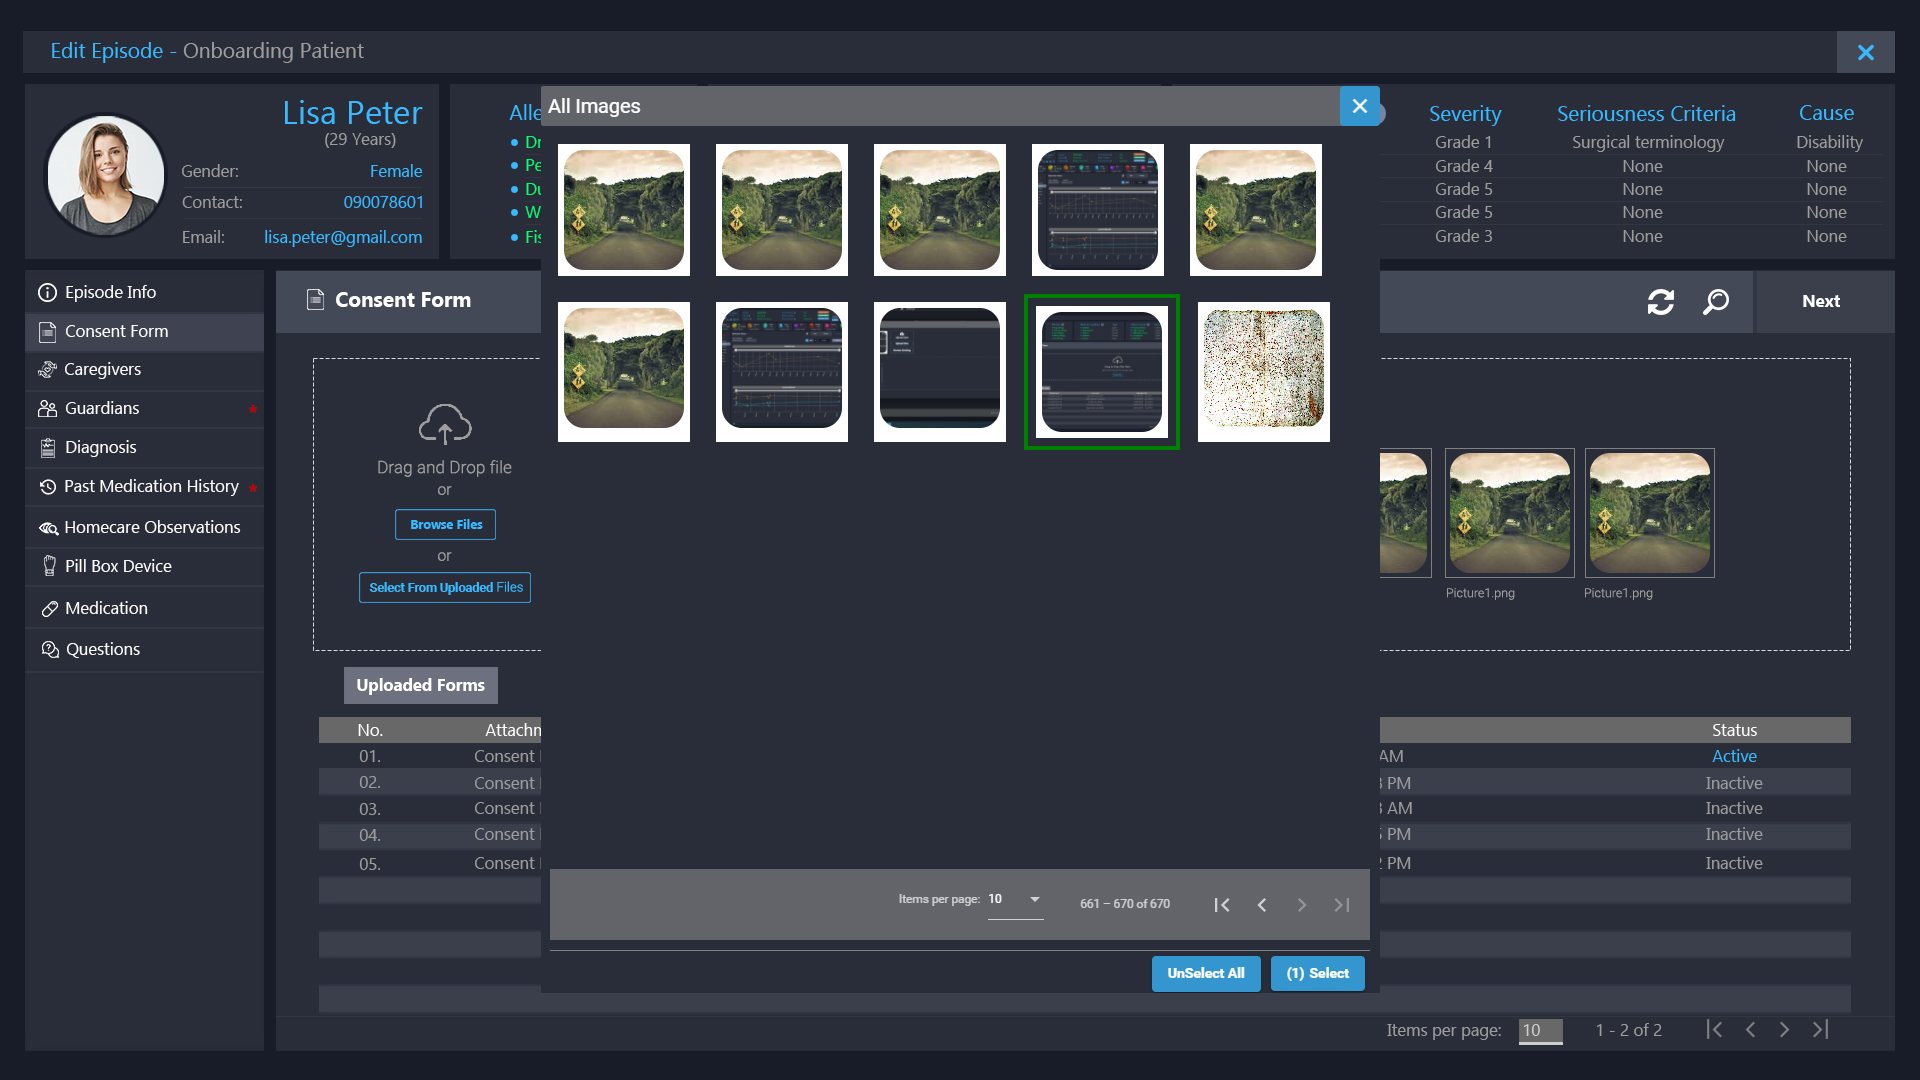 Edit Episode - Onboarding Patient
Lisa Peter
(29 Years)
Gender: Female
Contact: 090078601
Email: lisa.peter@gmail.com
All Images
Severity Seriousness Criteria Cause
Grade 1 Surgical terminology Disability
Grade 4 None None
Grade 5 None None
Grade 5 None None
Grade 3 None None
Episode Info
Consent Form
Caregivers
Guardians *
Diagnosis
Past Medication History *
Homecare Observations
Pill Box Device
Medication
Questions
Consent Form
Next
Drag and Drop file
or
Browse Files
or
Select From Uploaded Files
Picture1.png Picture1.png
Uploaded Forms
No. Status
01. Consent AM Active
02. Consent PM Inactive
03. Consent AM Inactive
04. Consent PM Inactive
05. Consent PM Inactive
Items per page: 10 661 – 670 of 670
UnSelect All (1) Select
Items per page: 10 1 - 2 of 2